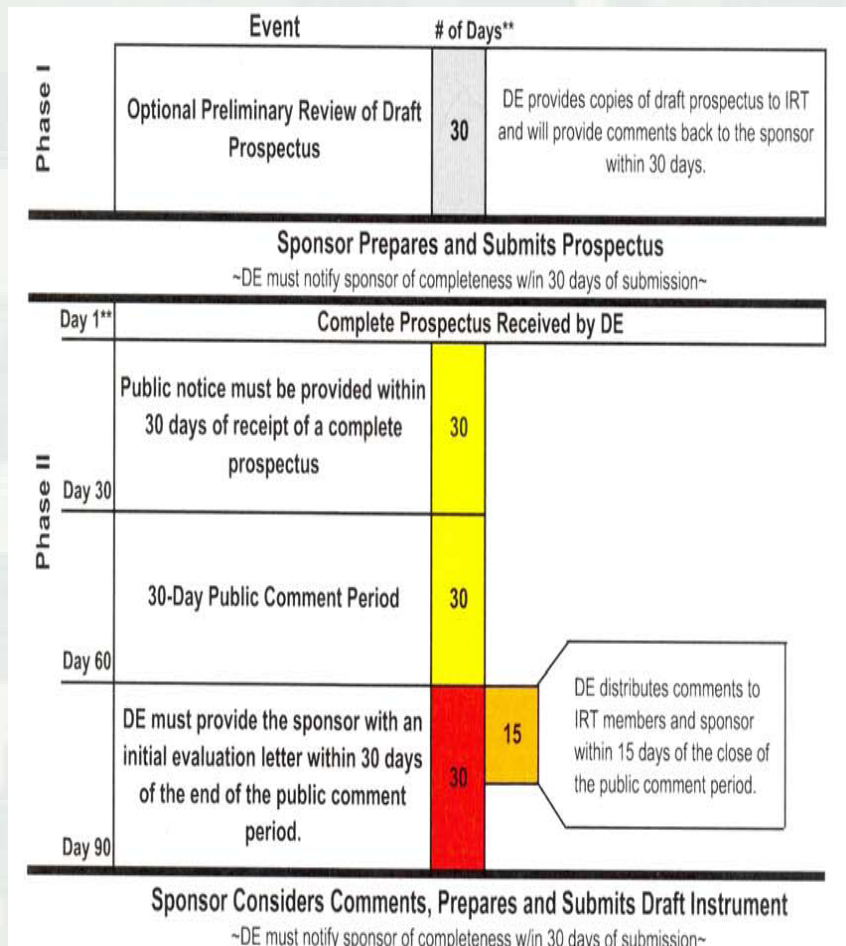 Event
# of Days**
Phase I
Optional Preliminary Review of Draft
Prospectus
30
DE provides copies of draft prospectus to IRT
and will provide comments back to the sponsor
within 30 days.
Sponsor Prepares and Submits Prospectus
~DE must notify sponsor of completeness w/in 30 days of submission~
Phase II
Day 1**
Complete Prospectus Received by DE
Public notice must be provided within
30 days of receipt of a complete
prospectus
30
Day 30
30-Day Public Comment Period
30
Day 60
DE must provide the sponsor with an
initial evaluation letter within 30 days
of the end of the public comment
period.
30
15
DE distributes comments to
IRT members and sponsor
within 15 days of the close of
the public comment period.
Day 90
Sponsor Considers Comments, Prepares and Submits Draft Instrument
~DE must notify sponsor of completeness w/in 30 days of submission~